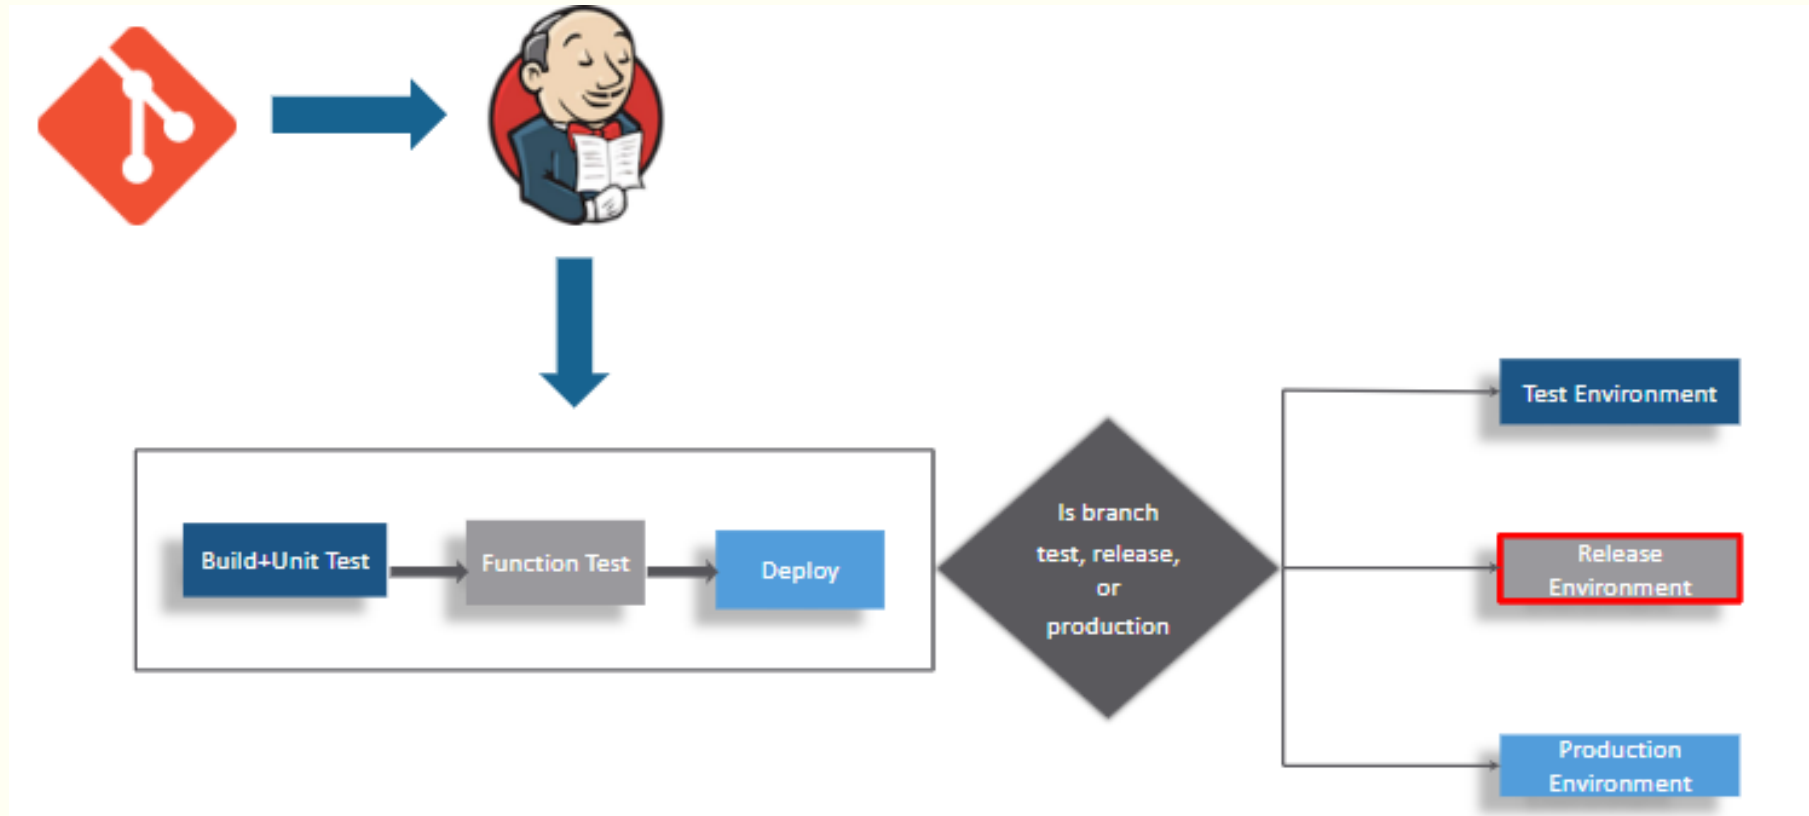 Build+Unit Test
Function Test
Deploy
Is branch
test, release,
or
production
Test Environment
Release
Environment
Production
Environment